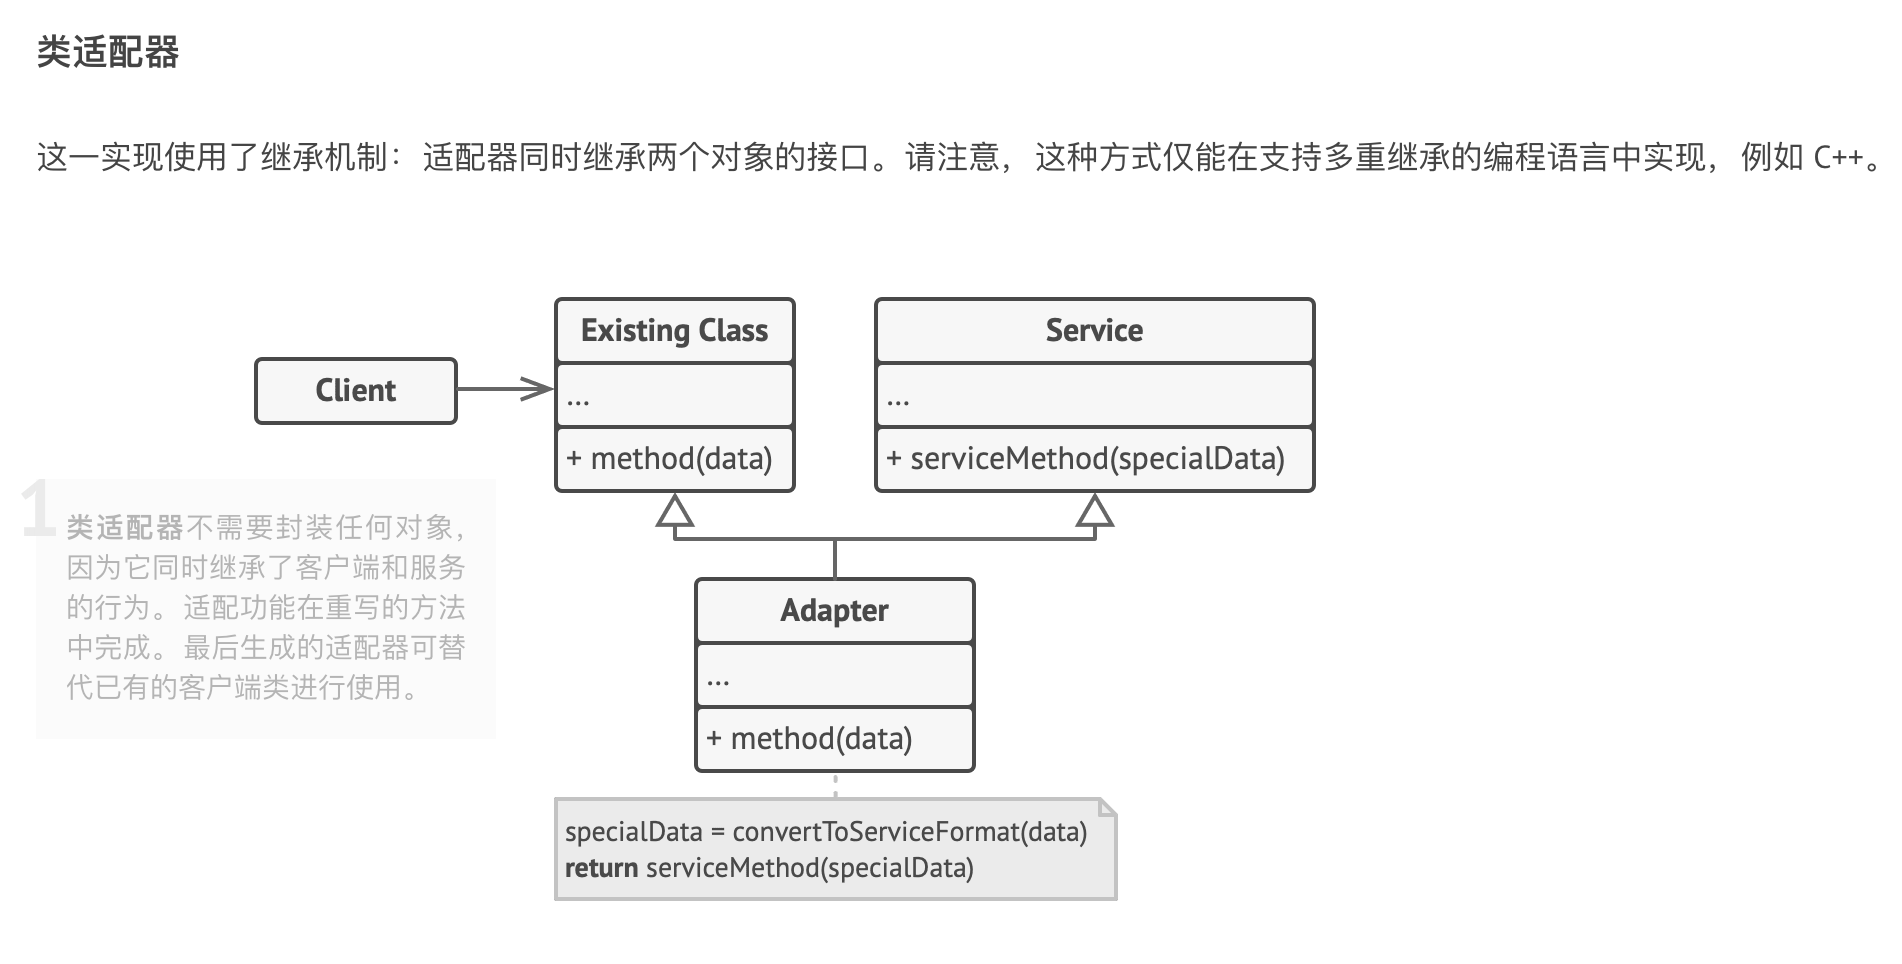 类适配器
这一实现使用了继承机制： 适配器同时继承两个对象的接口。请注意， 这种方式仅能在支持多重继承的编程语言中实现， 例如 C++。
Existing Class
...
+ method(data)
Service
...
+ serviceMethod(specialData)
Client
1
类适配器不需要封装任何对象，
因为它同时继承了客户端和服务
的行为。适配功能在重写的方法
中完成。最后生成的适配器可替
代已有的客户端类进行使用。
Adapter
...
+ method(data)
specialData = convertToServiceFormat(data)
return serviceMethod(specialData)